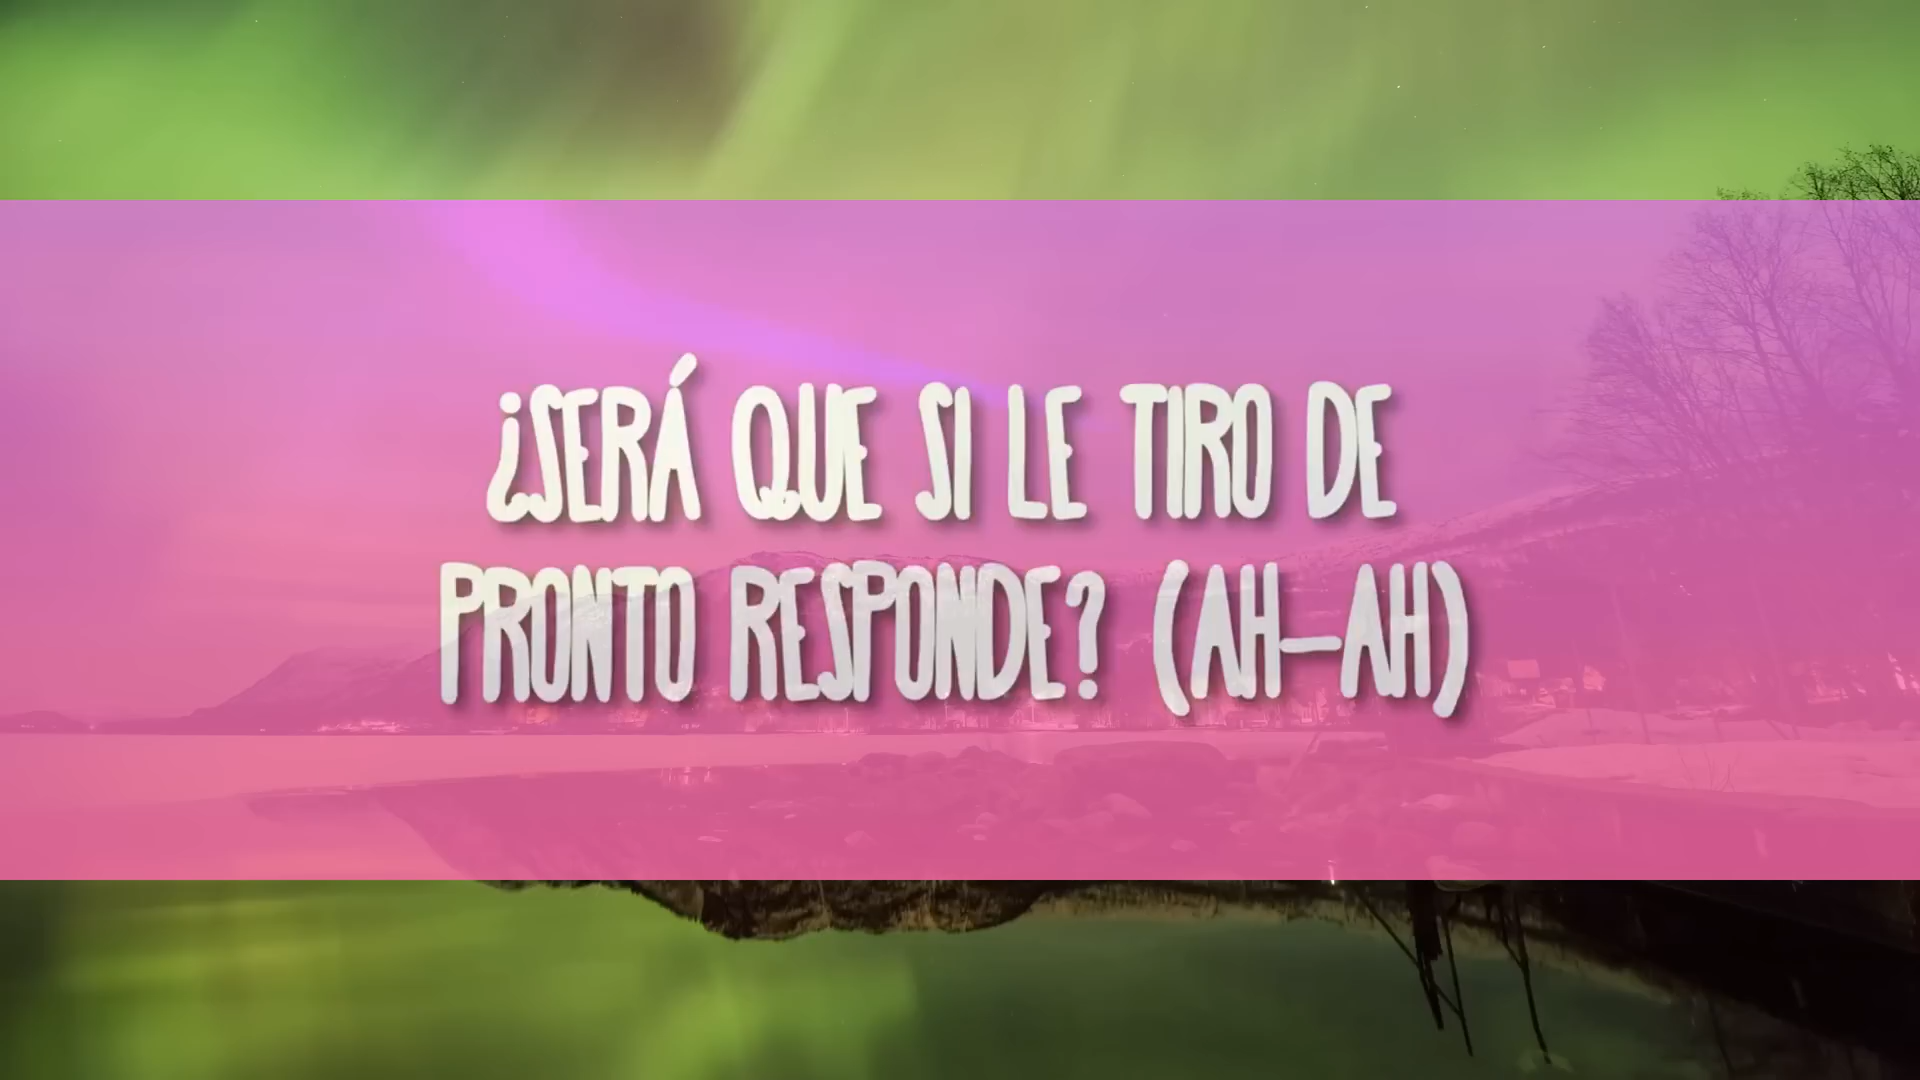 ¿SERÁ QUE SI LE TIRO DE
PRONTO RESPONDE? (AH-AH)